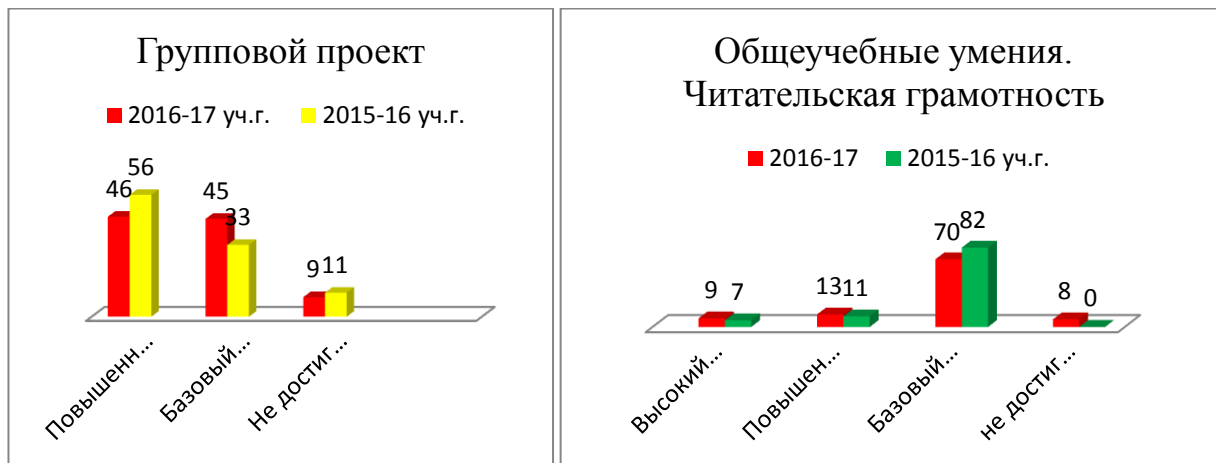 Групповой проект
2016-17 уч.г. 2015-16 уч.г.
46 56 45 33 9 11
Повышенн...
Базовый...
Не достиг...
Общеучебные умения.
Читательская грамотность
2016-17 2015-16 уч.г.
9 7 13 11 70 82 8 0
Высокий...
Повышен...
Базовый...
не достиг...